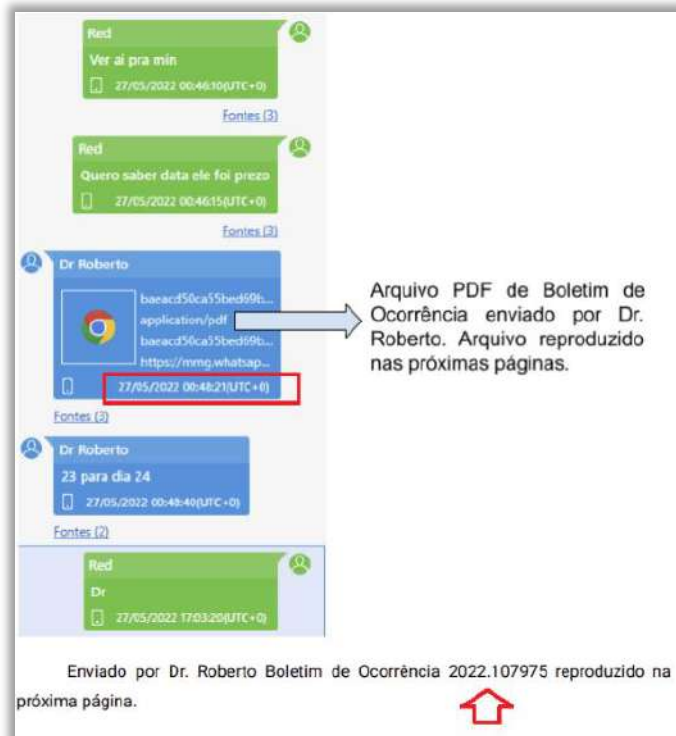 Red
Ver ai pra min
27/05/2022 00:46:10(UTC+0)
Fontes (3)
Red
Quero saber data ele foi prezo
27/05/2022 00:46:15(UTC+0)
Fontes (3)
Dr Roberto
baeacd50ca55bed69b...
application/pdf
baeacd50ca55bed69b...
https://mmg.whatsap...
27/05/2022 00:48:21(UTC+0)
Fontes (3)
Arquivo PDF de Boletim de
Ocorrência enviado por Dr.
Roberto. Arquivo reproduzido
nas próximas páginas.
Dr Roberto
23 para dia 24
27/05/2022 00:48:40(UTC+0)
Fontes (2)
Red
Dr
27/05/2022 17:03:20(UTC+0)
Enviado por Dr. Roberto Boletim de Ocorrência 2022.107975 reproduzido na
próxima página.